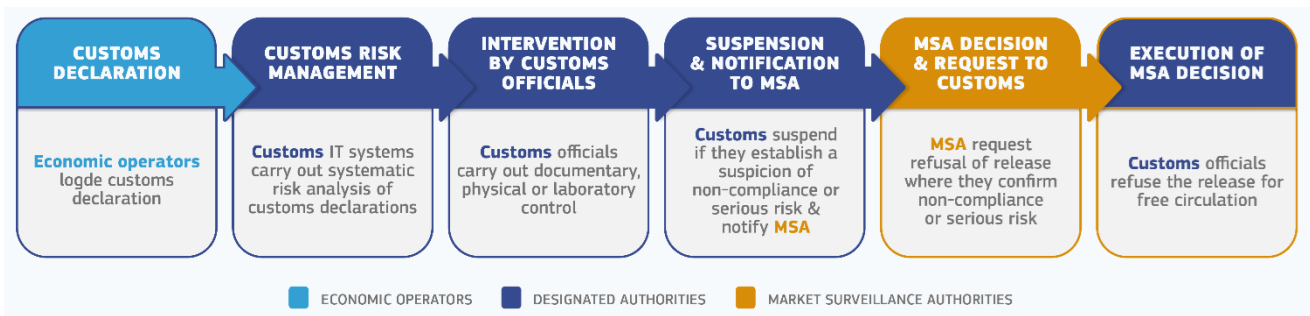 CUSTOMS
DECLARATION
Economic operators
logde customs
declaration
CUSTOMS RISK
MANAGEMENT
Customs IT systems
carry out systematic
risk analysis of
customs declarations
INTERVENTION
BY CUSTOMS
OFFICIALS
Customs officials
carry out documentary,
physical or laboratory
control
SUSPENSION
& NOTIFICATION
TO MSA
Customs suspend
if they establish a
suspicion of
non-compliance or
serious risk &
notify MSA
MSA DECISION
& REQUEST TO
CUSTOMS
MSA request
refusal of release
where they confirm
non-compliance
or serious risk
EXECUTION OF
MSA DECISION
Customs officials
refuse the release for
free circulation
ECONOMIC OPERATORS
DESIGNATED AUTHORITIES
MARKET SURVEILLANCE AUTHORITIES